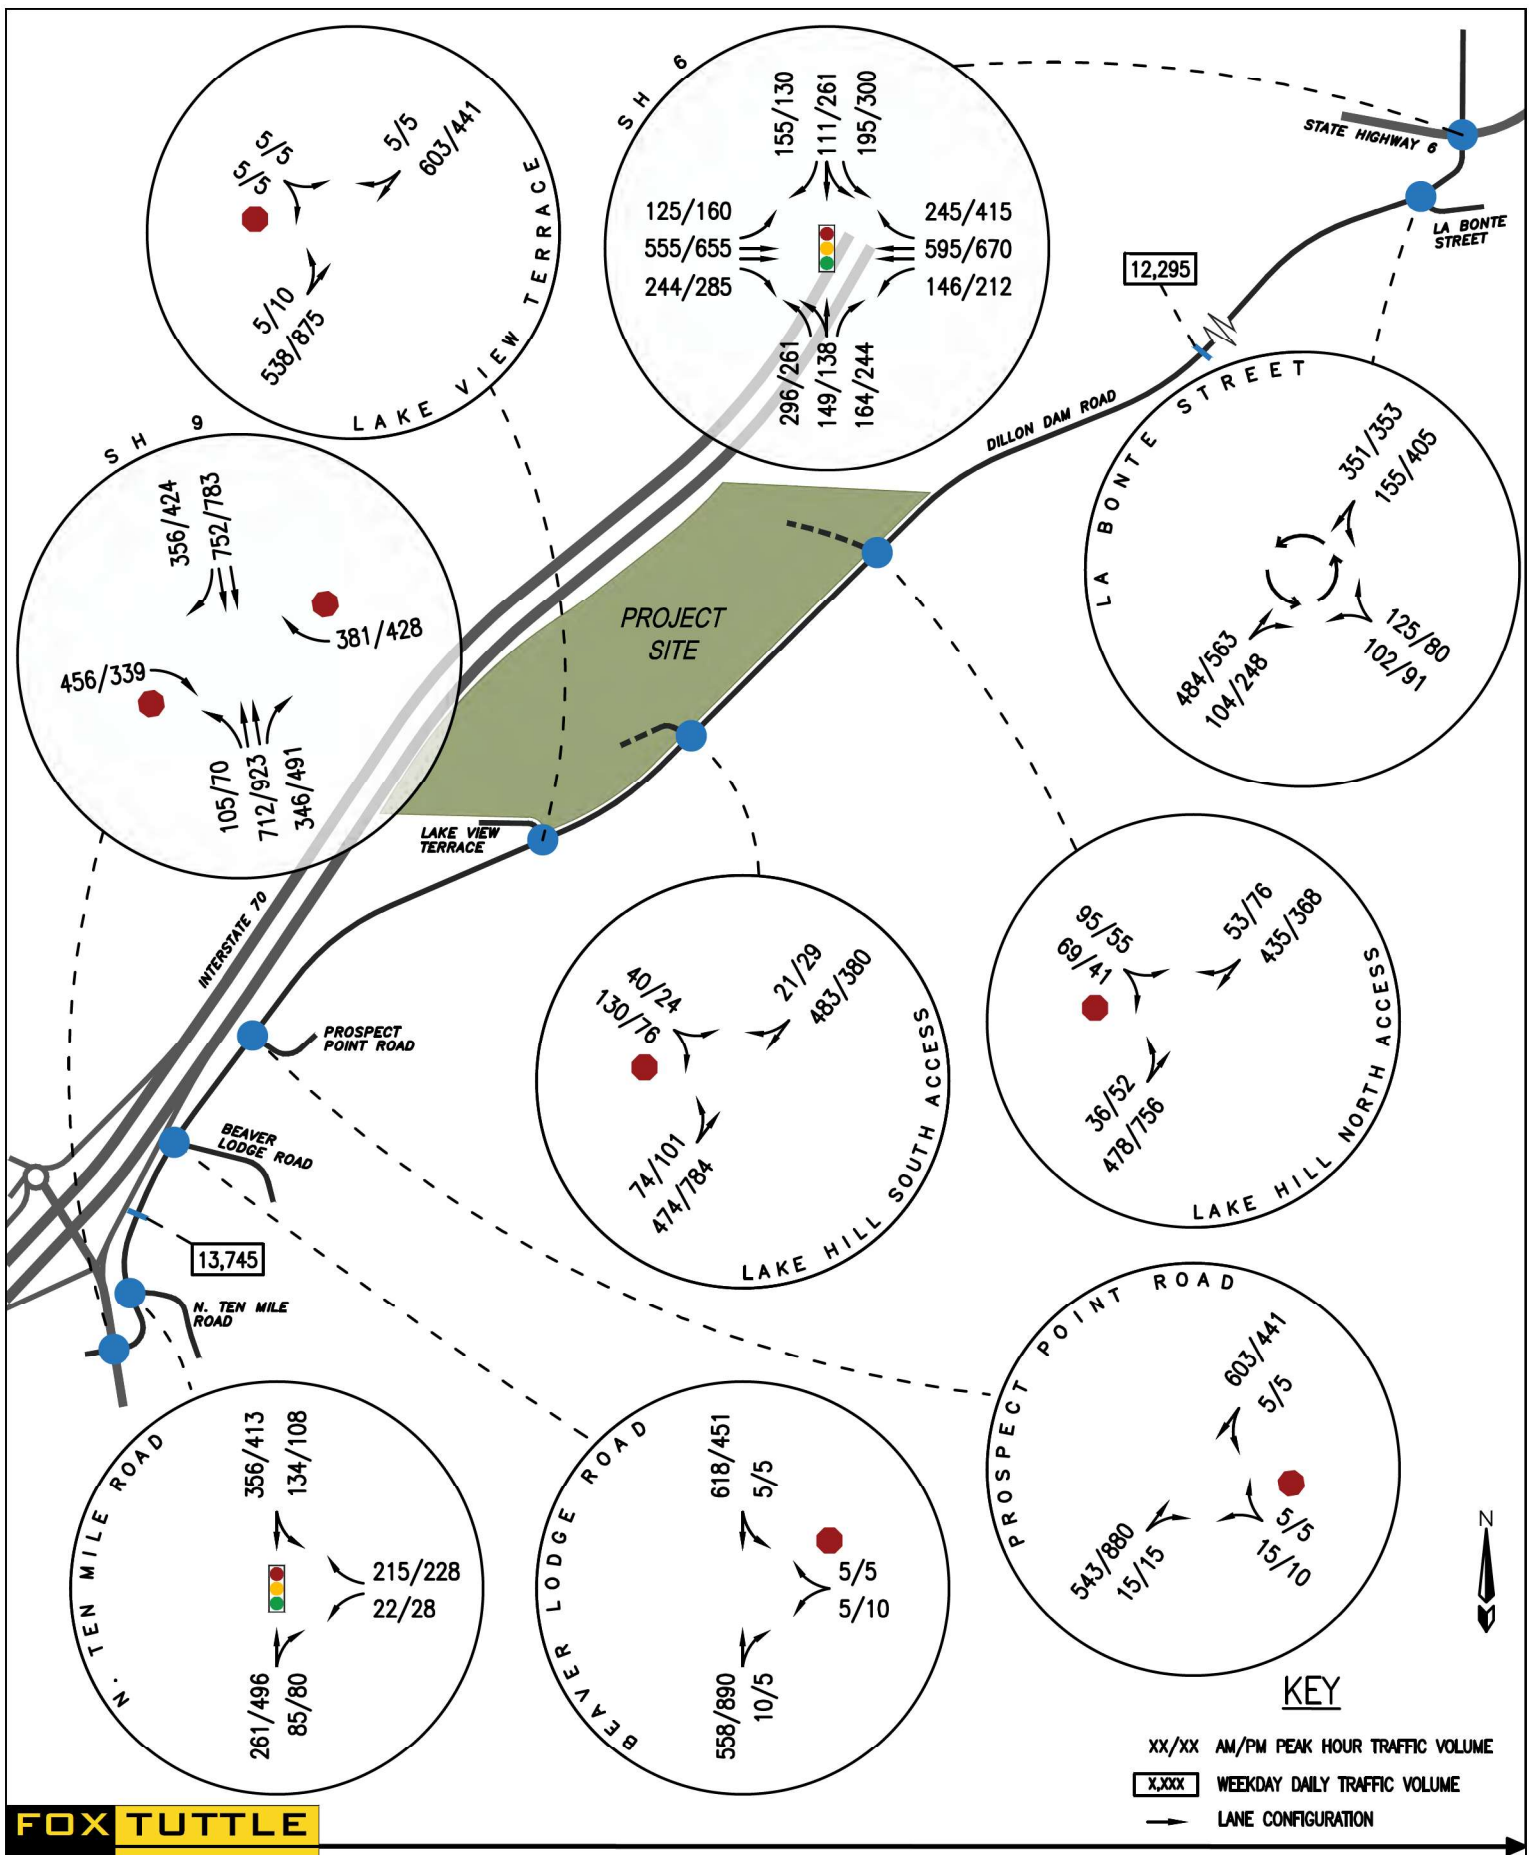 SH 6
155/130
111/261
195/300
125/160
555/655
244/285
245/415
595/670
146/212
296/261
149/138
164/244
STATE HIGHWAY 6
LA BONTE
STREET
12,295
5/5
5/5
5/5
603/441
5/10
538/875
LAKE VIEW TERRACE
DILLON DAM ROAD
LA BONTE STREET
351/353
155/405
125/80
102/91
484/563
104/248
SH 9
356/424
752/783
381/428
456/339
105/70
712/923
346/491
PROJECT
SITE
LAKE VIEW
TERRACE
INTERSTATE 70
PROSPECT
POINT ROAD
BEAVER
LODGE ROAD
13,745
N. TEN MILE
ROAD
40/24
130/76
21/29
483/380
74/101
474/784
LAKE HILL SOUTH ACCESS
95/55
69/41
53/76
435/368
36/52
478/756
LAKE HILL NORTH ACCESS
PROSPECT POINT ROAD
603/441
5/5
5/5
15/10
543/880
15/15
N. TEN MILE ROAD
356/413
134/108
215/228
22/28
261/496
85/80
BEAVER LODGE ROAD
618/451
5/5
5/5
5/10
558/890
10/5
N
KEY
XX/XX AM/PM PEAK HOUR TRAFFIC VOLUME
X,XXX WEEKDAY DAILY TRAFFIC VOLUME
LANE CONFIGURATION
FOX TUTTLE